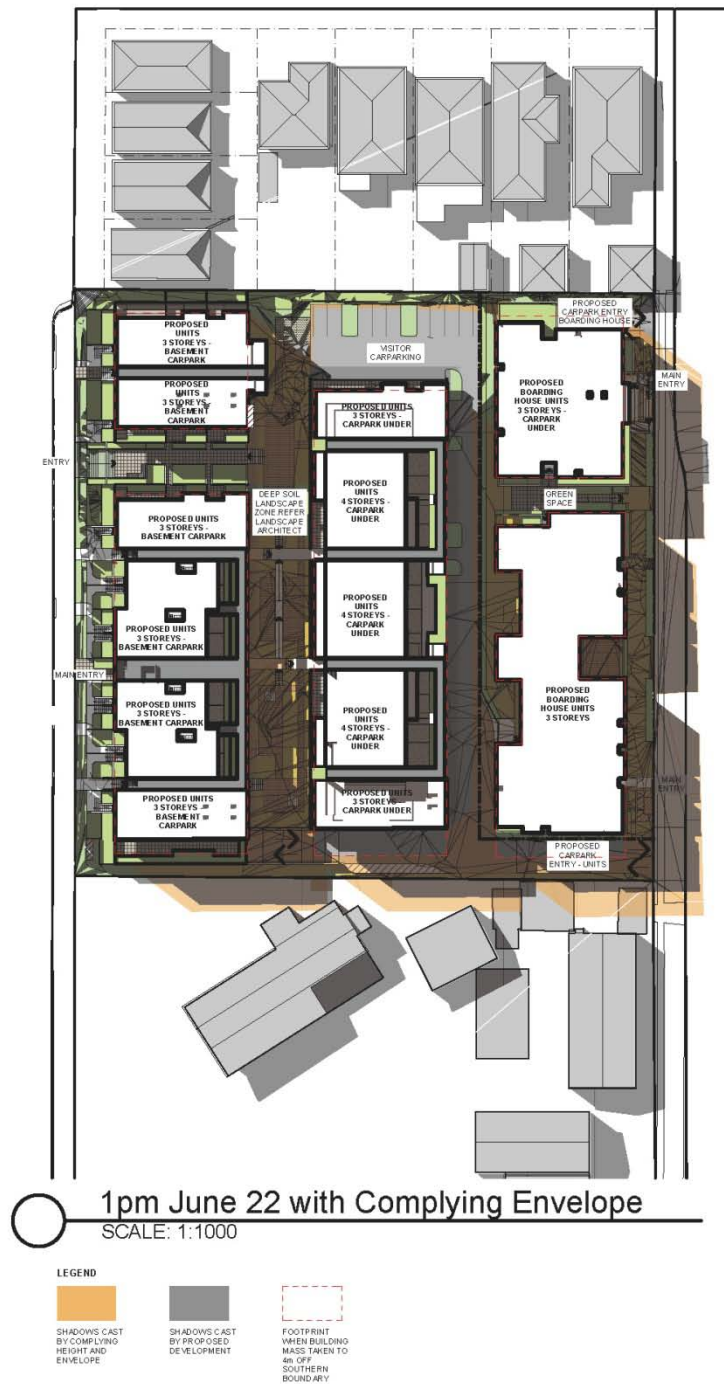 PROPOSED
CARPARK ENTRY
BOARDING HOUSE
PROPOSED
UNITS
3 STOREYS -
BASEMENT
CARPARK
VISITOR
CARPARKING
MAIN
ENTRY
PROPOSED
UNITS
3 STOREYS-
BASEMENT CARPARK
PROPOSED
BOARDING
HOUSE UNITS
3 STOREYS -
CARPARK
UNDER
PROPOSED UNITS
3 STOREYS -
CARPARK UNDER
ENTRY
DEEP SOIL
LANDSCAPE
ZONE REFER
LANDSCAPE
ARCHITECT
PROPOSED
UNITS
4 STOREYS -
CARPARK
UNDER
GREEN
SPACE
PROPOSED UNITS
3 STOREYS -
BASEMENT CARPARK
PROPOSED UNITS
3 STOREYS -
BASEMENT CARPARK
PROPOSED
UNITS
4 STOREYS -
CARPARK
UNDER
MAIN ENTRY
PROPOSED UNITS
3 STOREYS -
BASEMENT CARPARK
PROPOSED
UNITS
4 STOREYS -
CARPARK
UNDER
PROPOSED
BOARDING
HOUSE UNITS
3 STOREYS
MAIN
ENTRY
PROPOSED UNITS
3 STOREYS -
BASEMENT
CARPARK
PROPOSED UNITS
3 STOREYS -
CARPARK UNDER
PROPOSED
CARPARK
ENTRY - UNITS
1pm June 22 with Complying Envelope
SCALE: 1:1000
LEGEND
SHADOWS CAST
BY COMPLYING
HEIGHT AND
ENVELOPE
SHADOWS CAST
BY PROPOSED
DEVELOPMENT
FOOTPRINT
WHEN BUILDING
MASS TAKEN TO
4m OFF
SOUTHERN
BOUNDARY